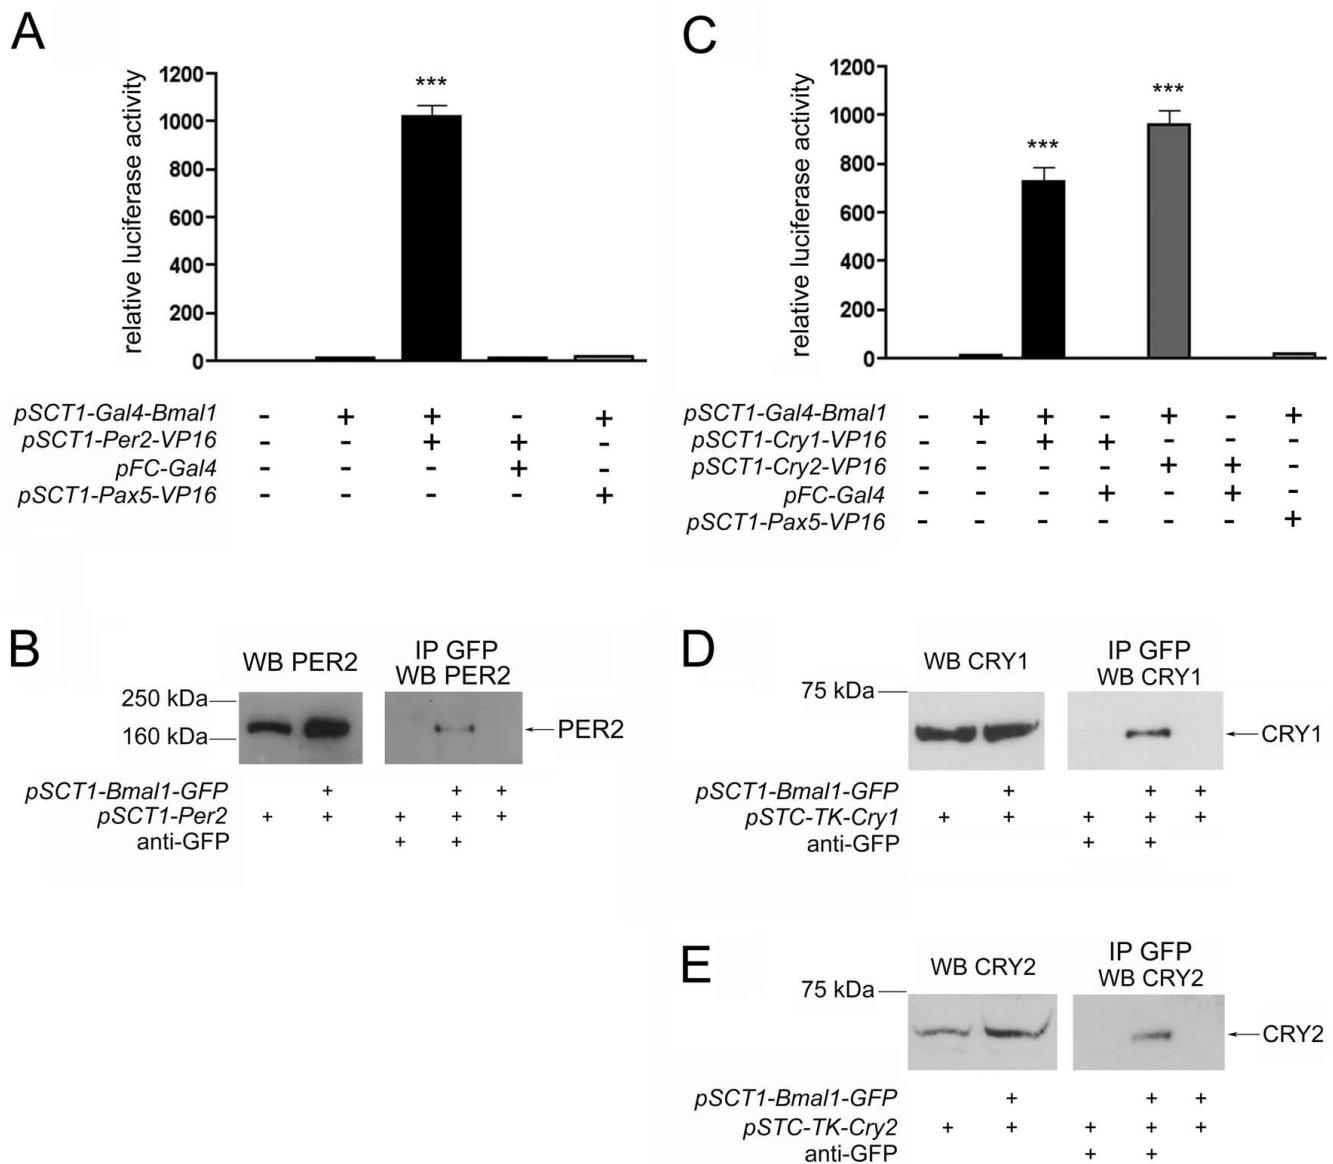 A
relative luciferase activity
1200
1000
800
600
400
200
0
***
pSCT1-Gal4-Bmal1 - + + - +
pSCT1-Per2-VP16 - - + + -
pFC-Gal4 - - - + -
pSCT1-Pax5-VP16 - - - - +
C
relative luciferase activity
1200
1000
800
600
400
200
0
***
***
pSCT1-Gal4-Bmal1 - + + - + - +
pSCT1-Cry1-VP16 - - + + - - -
pSCT1-Cry2-VP16 - - - - + + -
pFC-Gal4 - - - + - + -
pSCT1-Pax5-VP16 - - - - - - +
B
WB PER2
IP GFP
WB PER2
250 kDa
160 kDa
PER2
pSCT1-Bmal1-GFP + + +
pSCT1-Per2 + + + + +
anti-GFP + +
D
WB CRY1
IP GFP
WB CRY1
75 kDa
CRY1
pSCT1-Bmal1-GFP + + +
pSTC-TK-Cry1 + + + + +
anti-GFP + +
E
WB CRY2
IP GFP
WB CRY2
75 kDa
CRY2
pSCT1-Bmal1-GFP + + +
pSTC-TK-Cry2 + + + + +
anti-GFP + +